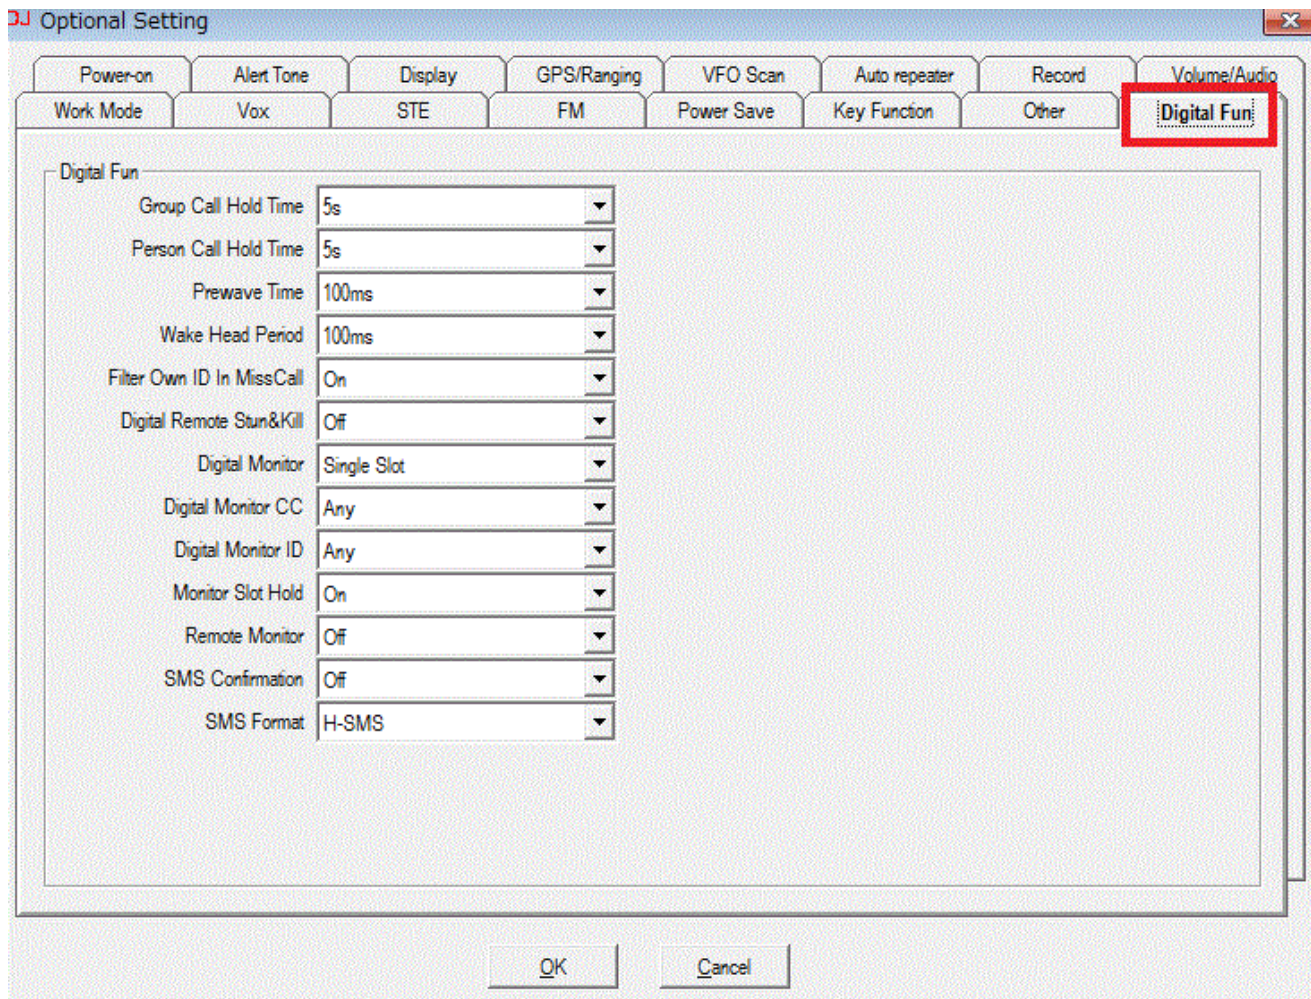 DJ Optional Setting
Power-on Alert Tone Display GPS/Ranging VFO Scan Auto repeater Record Volume/Audio
Work Mode Vox STE FM Power Save Key Function Other Digital Fun
Digital Fun
Group Call Hold Time 5s
Person Call Hold Time 5s
Prewave Time 100ms
Wake Head Period 100ms
Filter Own ID In MissCall On
Digital Remote Stun&Kill Off
Digital Monitor Single Slot
Digital Monitor CC Any
Digital Monitor ID Any
Monitor Slot Hold On
Remote Monitor Off
SMS Confirmation Off
SMS Format H-SMS
OK Cancel